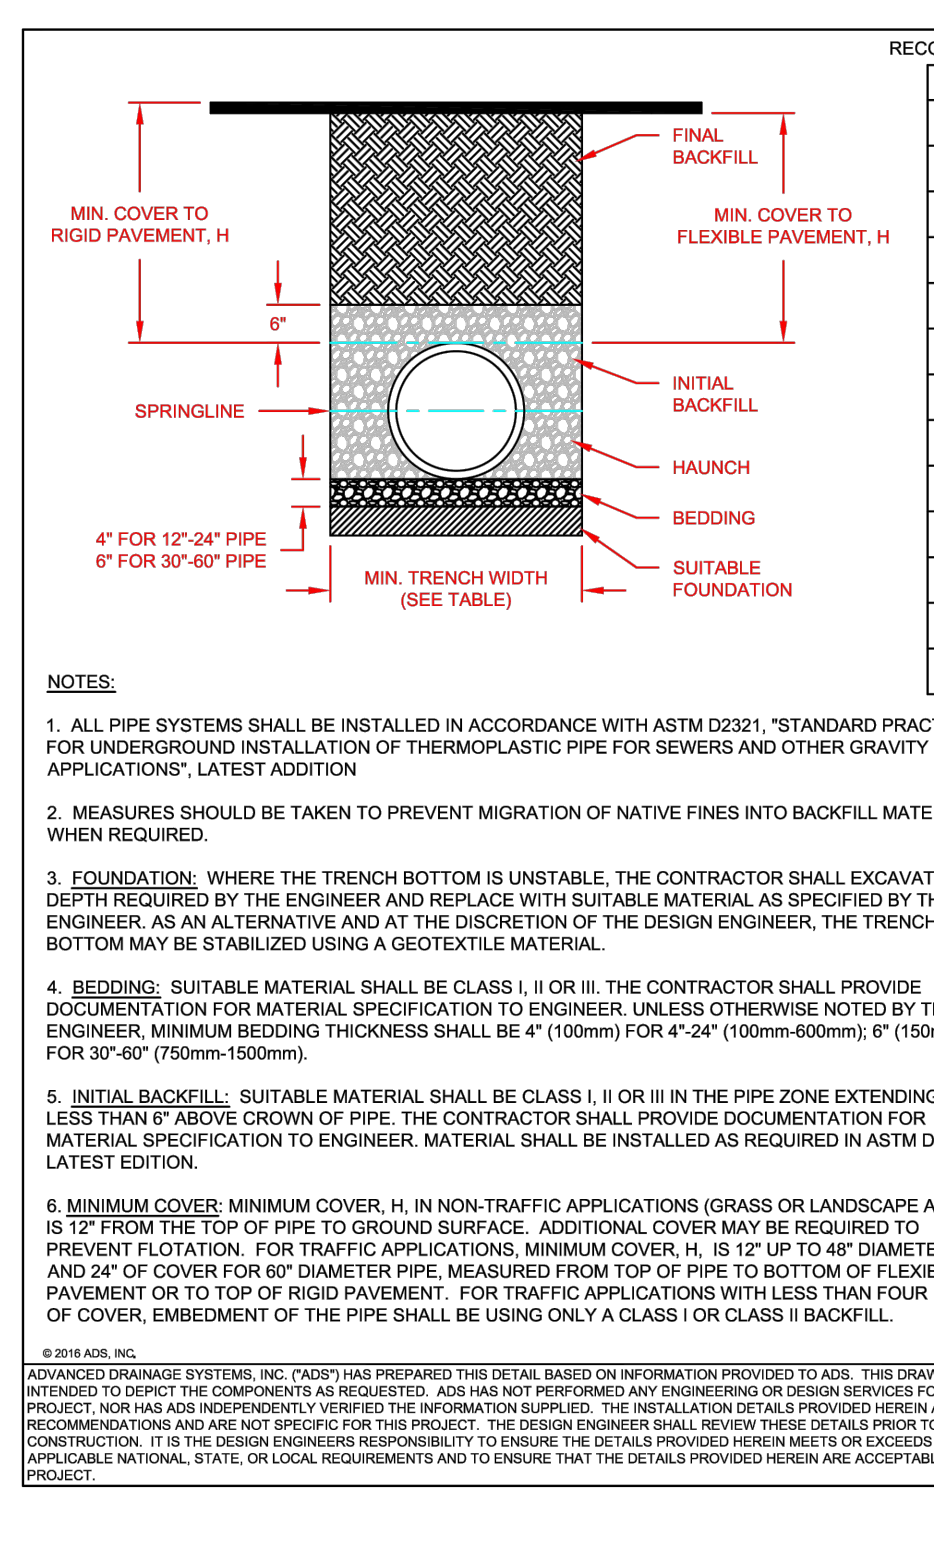 RECO
FINAL
BACKFILL
MIN. COVER TO
RIGID PAVEMENT, H
MIN. COVER TO
FLEXIBLE PAVEMENT, H
6"
INITIAL
BACKFILL
SPRINGLINE
HAUNCH
BEDDING
4" FOR 12"-24" PIPE
6" FOR 30"-60" PIPE
SUITABLE
FOUNDATION
MIN. TRENCH WIDTH
(SEE TABLE)
NOTES:
1. ALL PIPE SYSTEMS SHALL BE INSTALLED IN ACCORDANCE WITH ASTM D2321, "STANDARD PRACT
FOR UNDERGROUND INSTALLATION OF THERMOPLASTIC PIPE FOR SEWERS AND OTHER GRAVITY
APPLICATIONS", LATEST ADDITION
2. MEASURES SHOULD BE TAKEN TO PREVENT MIGRATION OF NATIVE FINES INTO BACKFILL MATE
WHEN REQUIRED.
3. FOUNDATION: WHERE THE TRENCH BOTTOM IS UNSTABLE, THE CONTRACTOR SHALL EXCAVAT
DEPTH REQUIRED BY THE ENGINEER AND REPLACE WITH SUITABLE MATERIAL AS SPECIFIED BY TH
ENGINEER. AS AN ALTERNATIVE AND AT THE DISCRETION OF THE DESIGN ENGINEER, THE TRENCH
BOTTOM MAY BE STABILIZED USING A GEOTEXTILE MATERIAL.
4. BEDDING: SUITABLE MATERIAL SHALL BE CLASS I, II OR III. THE CONTRACTOR SHALL PROVIDE
DOCUMENTATION FOR MATERIAL SPECIFICATION TO ENGINEER. UNLESS OTHERWISE NOTED BY TH
ENGINEER, MINIMUM BEDDING THICKNESS SHALL BE 4" (100mm) FOR 4"-24" (100mm-600mm); 6" (150m
FOR 30"-60" (750mm-1500mm).
5. INITIAL BACKFILL: SUITABLE MATERIAL SHALL BE CLASS I, II OR III IN THE PIPE ZONE EXTENDING
LESS THAN 6" ABOVE CROWN OF PIPE. THE CONTRACTOR SHALL PROVIDE DOCUMENTATION FOR
MATERIAL SPECIFICATION TO ENGINEER. MATERIAL SHALL BE INSTALLED AS REQUIRED IN ASTM D
LATEST EDITION.
6. MINIMUM COVER: MINIMUM COVER, H, IN NON-TRAFFIC APPLICATIONS (GRASS OR LANDSCAPE A
IS 12" FROM THE TOP OF PIPE TO GROUND SURFACE. ADDITIONAL COVER MAY BE REQUIRED TO
PREVENT FLOTATION. FOR TRAFFIC APPLICATIONS, MINIMUM COVER, H, IS 12" UP TO 48" DIAMETE
AND 24" OF COVER FOR 60" DIAMETER PIPE, MEASURED FROM TOP OF PIPE TO BOTTOM OF FLEXIB
PAVEMENT OR TO TOP OF RIGID PAVEMENT. FOR TRAFFIC APPLICATIONS WITH LESS THAN FOUR
OF COVER, EMBEDMENT OF THE PIPE SHALL BE USING ONLY A CLASS I OR CLASS II BACKFILL.
© 2016 ADS, INC.
ADVANCED DRAINAGE SYSTEMS, INC. ("ADS") HAS PREPARED THIS DETAIL BASED ON INFORMATION PROVIDED TO ADS. THIS DRAW
INTENDED TO DEPICT THE COMPONENTS AS REQUESTED. ADS HAS NOT PERFORMED ANY ENGINEERING OR DESIGN SERVICES FO
PROJECT, NOR HAS ADS INDEPENDENTLY VERIFIED THE INFORMATION SUPPLIED. THE INSTALLATION DETAILS PROVIDED HEREIN A
RECOMMENDATIONS AND ARE NOT SPECIFIC FOR THIS PROJECT. THE DESIGN ENGINEER SHALL REVIEW THESE DETAILS PRIOR TO
CONSTRUCTION. IT IS THE DESIGN ENGINEERS RESPONSIBILITY TO ENSURE THE DETAILS PROVIDED HEREIN MEETS OR EXCEEDS
APPLICABLE NATIONAL, STATE, OR LOCAL REQUIREMENTS AND TO ENSURE THAT THE DETAILS PROVIDED HEREIN ARE ACCEPTABL
PROJECT.